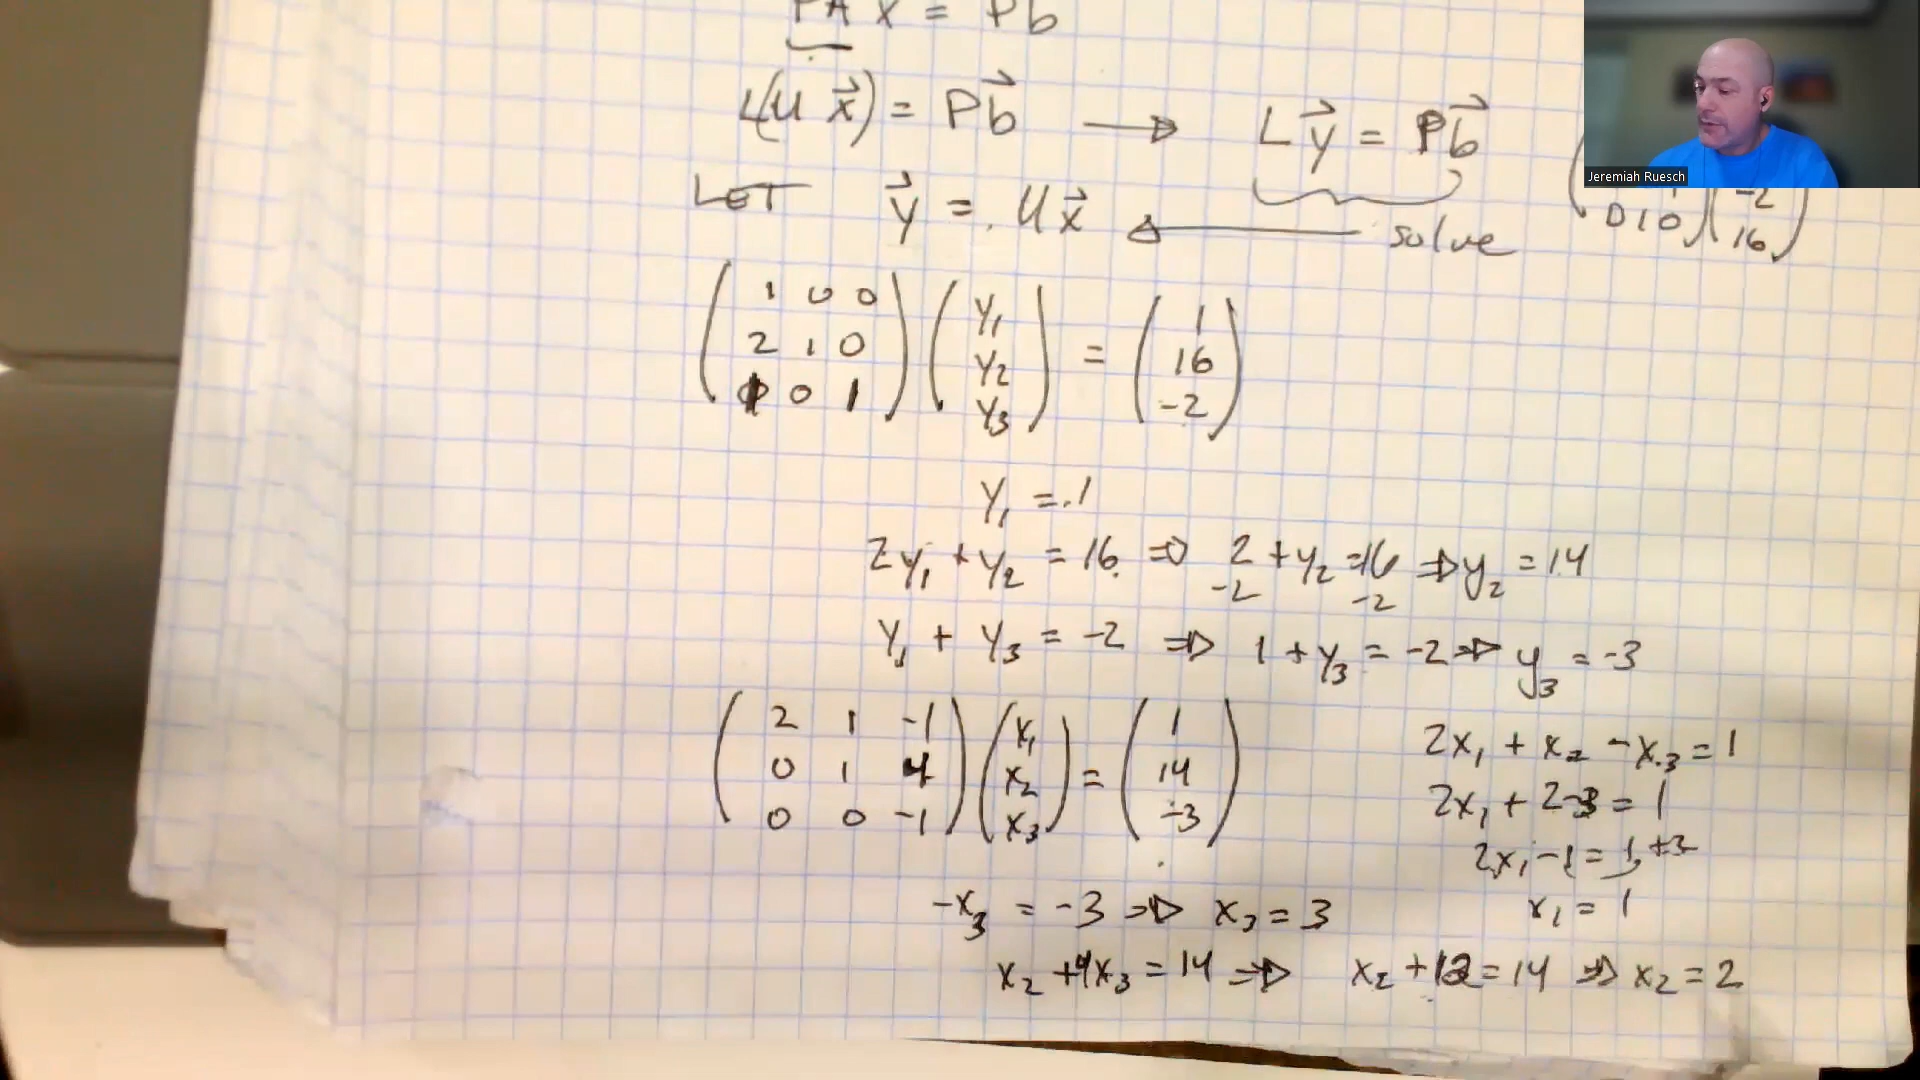 PA x = Pb
L(U x⃗) = Pb⃗ → Ly⃗ = Pb⃗
Jeremiah Ruesch
LET y⃗ = Ux⃗ ← solve
-2
0 1 0 16
1 0 0 y₁ 1
2 1 0 y₂ = 16
1 0 1 y₃ -2
y₁ = 1
2y₁ + y₂ = 16 ⇒ 2 + y₂ = 16 ⇒ y₂ = 14
-2 -2
y₁ + y₃ = -2 ⇒ 1 + y₃ = -2 ⇒ y₃ = -3
2 1 -1 x₁ 1
0 1 4 x₂ = 14
0 0 -1 x₃ -3
2x₁ + x₂ - x₃ = 1
2x₁ + 2 - 3 = 1
2x₁ - 1 = 1
x₁ = 1
-x₃ = -3 ⇒ x₃ = 3
x₂ + 4x₃ = 14 ⇒ x₂ + 12 = 14 ⇒ x₂ = 2